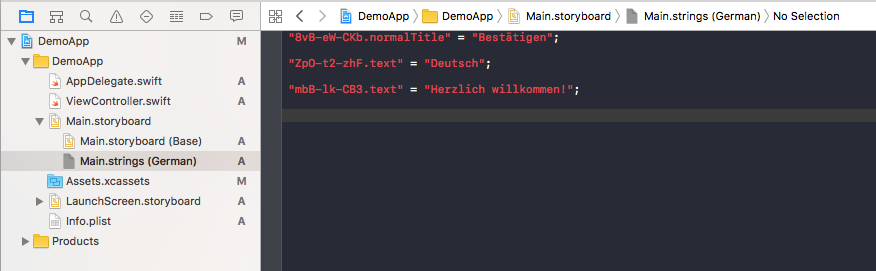 DemoApp DemoApp Main.storyboard Main.strings (German) No Selection
DemoApp M
DemoApp
AppDelegate.swift A
ViewController.swift A
Main.storyboard
Main.storyboard (Base) A
Main.strings (German) A
Assets.xcassets M
LaunchScreen.storyboard A
Info.plist A
Products
"8vB-eW-CKb.normalTitle" = "Bestätigen";
"ZpO-t2-zhF.text" = "Deutsch";
"mbB-lk-CB3.text" = "Herzlich willkommen!";